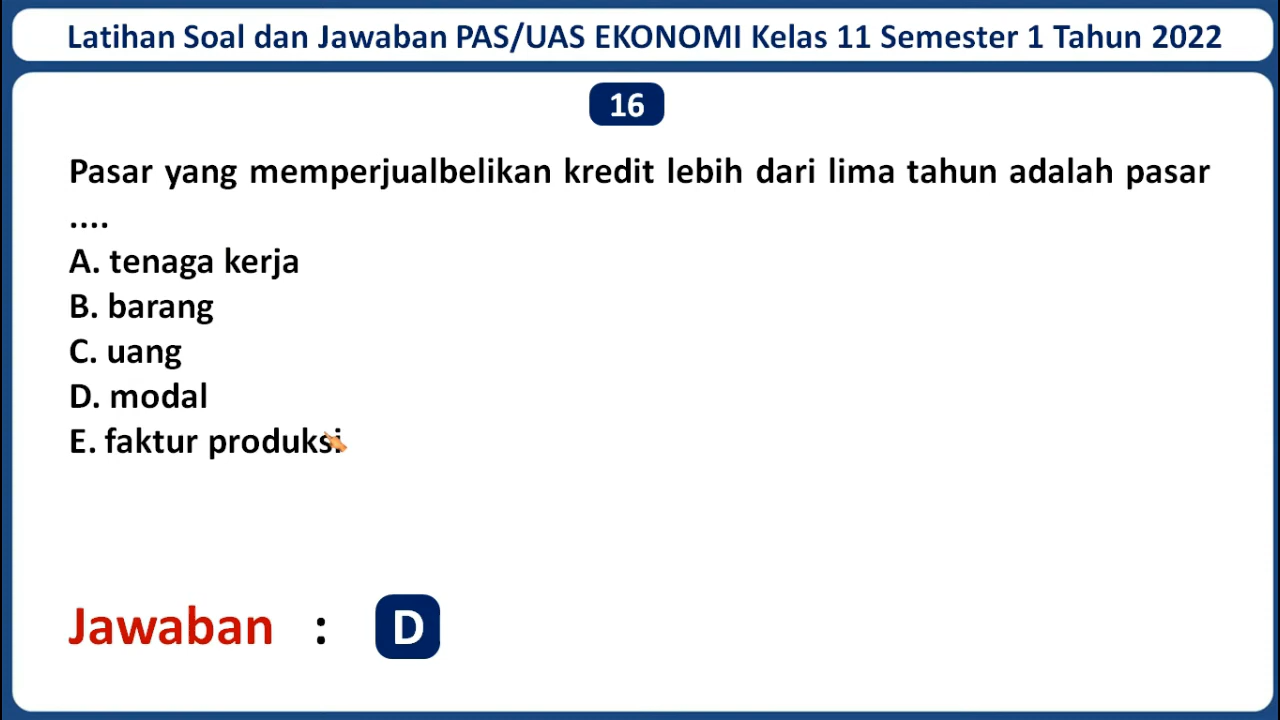 Latihan Soal dan Jawaban PAS/UAS EKONOMI Kelas 11 Semester 1 Tahun 2022
16
Pasar yang memperjualbelikan kredit lebih dari lima tahun adalah pasar
....
A. tenaga kerja
B. barang
C. uang
D. modal
E. faktur produksi
Jawaban : D